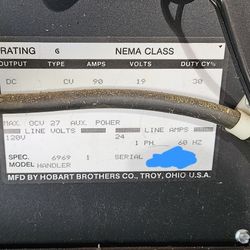 RATING 6 NEMA CLASS
OUTPUT TYPE AMPS VOLTS DUTY CY%
DC CV 90 19 30
MAX. OCV 27 AUX. POWER
LINE VOLTS LINE AMPS
120V 24
1 PH 60 HZ
SPEC. 6969 1 SERIAL
MODEL HANDLER
MFD BY HOBART BROTHERS CO., TROY, OHIO U.S.A.